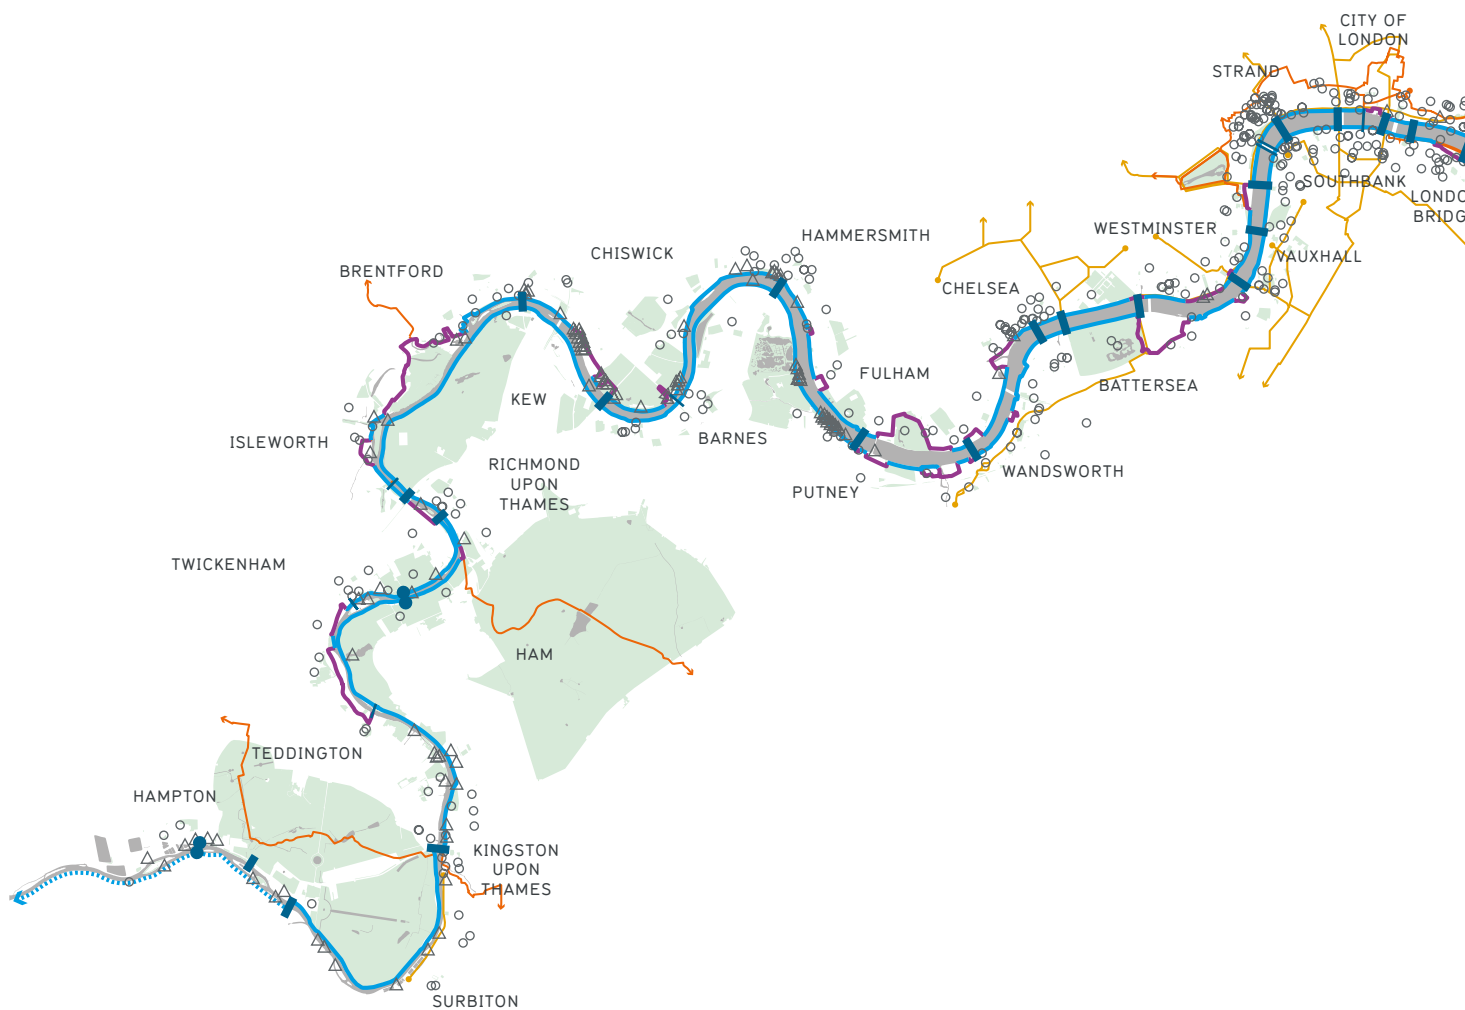 CITY OF
LONDON
STRAND
SOUTHBANK
LONDO
BRIDG
WESTMINSTER
VAUXHALL
HAMMERSMITH
CHISWICK
BRENTFORD
CHELSEA
FULHAM
BATTERSEA
KEW
BARNES
ISLEWORTH
RICHMOND
UPON
THAMES
WANDSWORTH
PUTNEY
TWICKENHAM
HAM
TEDDINGTON
HAMPTON
KINGSTON
UPON
THAMES
SURBITON